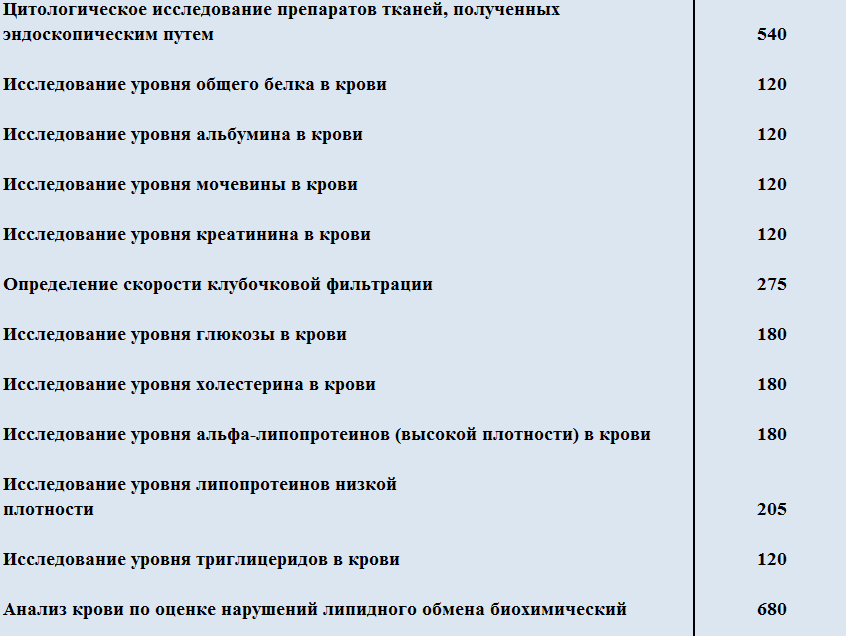 Цитологическое исследование препаратов тканей, полученных
эндоскопическим путем 540
Исследование уровня общего белка в крови 120
Исследование уровня альбумина в крови 120
Исследование уровня мочевины в крови 120
Исследование уровня креатинина в крови 120
Определение скорости клубочковой фильтрации 275
Исследование уровня глюкозы в крови 180
Исследование уровня холестерина в крови 180
Исследование уровня альфа-липопротеинов (высокой плотности) в крови 180
Исследование уровня липопротеинов низкой
плотности 205
Исследование уровня триглицеридов в крови 120
Анализ крови по оценке нарушений липидного обмена биохимический 680